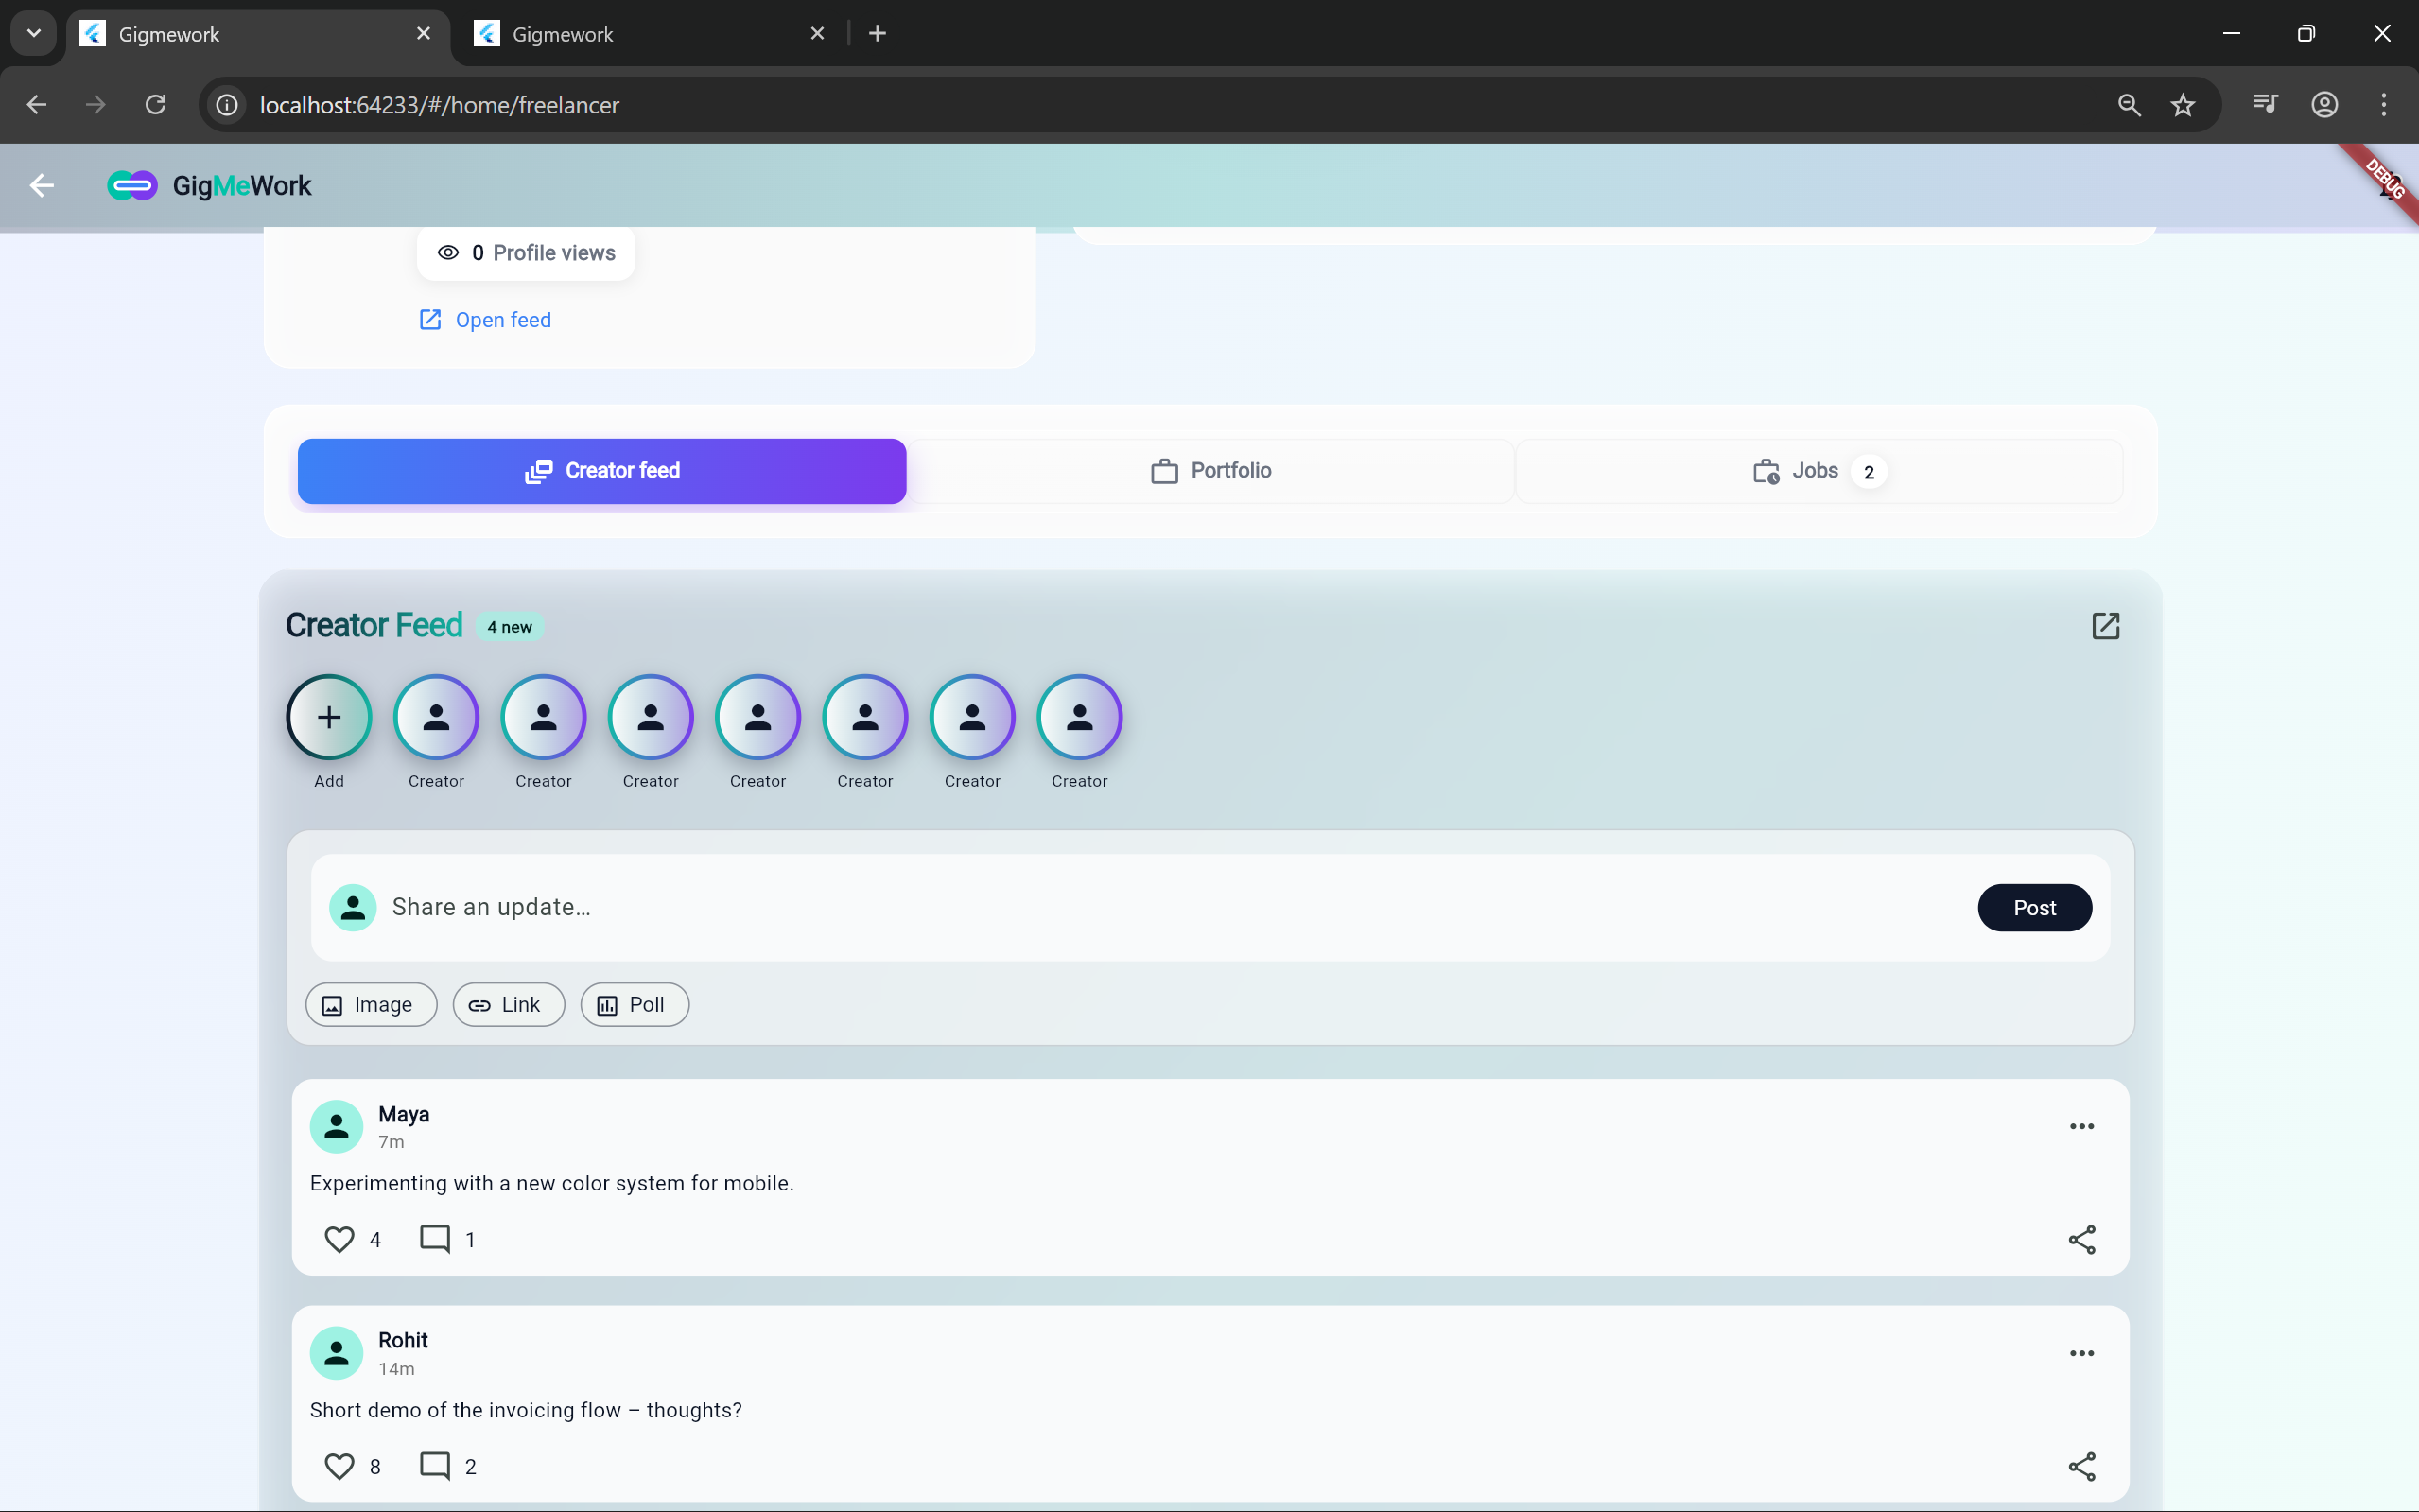 Gigmework
Gigmework
localhost:64233/#/home/freelancer
GigMeWork
DEBUG
0 Profile views
Open feed
Creator feed
Portfolio
Jobs 2
Creator Feed 4 new
Add Creator Creator Creator Creator Creator Creator Creator
Share an update…
Post
Image Link Poll
Maya
7m
Experimenting with a new color system for mobile.
4 1
Rohit
14m
Short demo of the invoicing flow – thoughts?
8 2